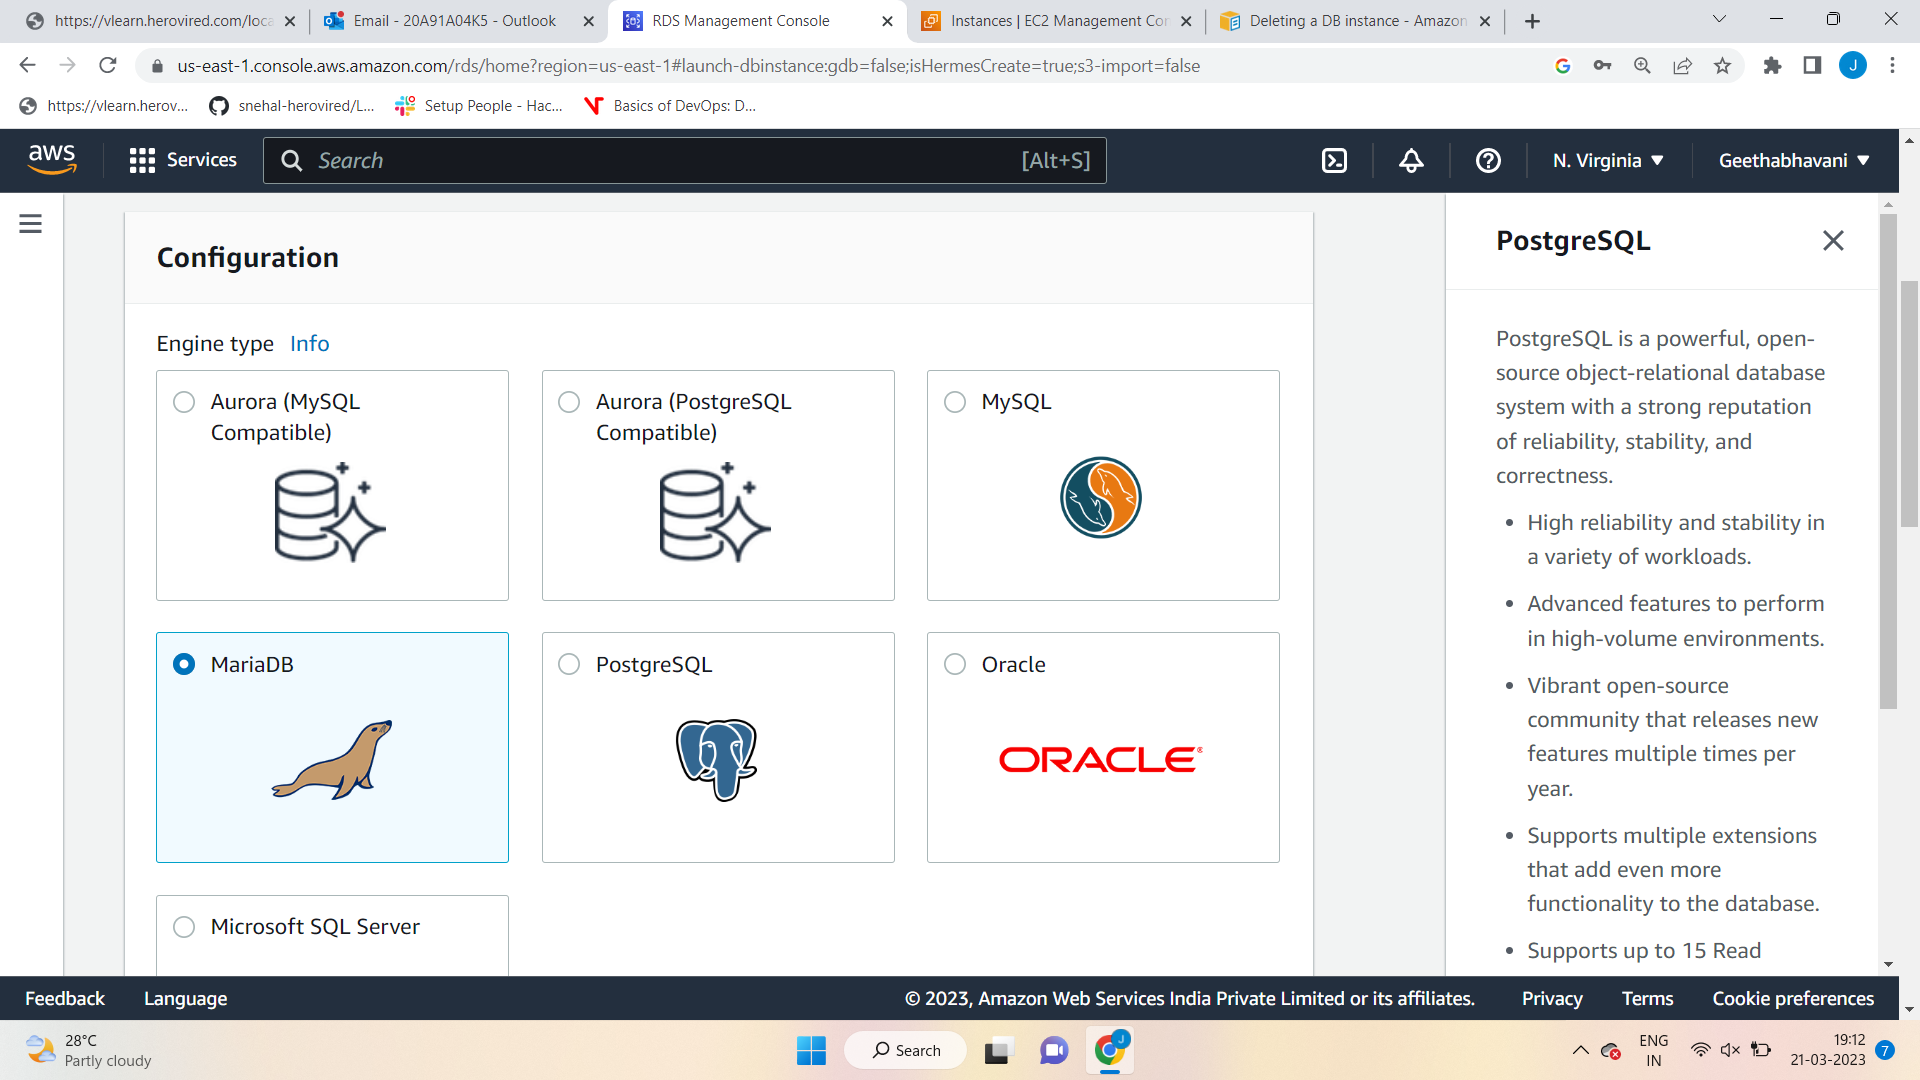 https://vlearn.herovired.com/loca
Email - 20A91A04K5 - Outlook
RDS Management Console
Instances | EC2 Management Con
Deleting a DB instance - Amazon
us-east-1.console.aws.amazon.com/rds/home?region=us-east-1#launch-dbinstance:gdb=false;isHermesCreate=true;s3-import=false
J
https://vlearn.herov...
snehal-herovired/L...
Setup People - Hac...
Basics of DevOps: D...
aws
Services
Search
[Alt+S]
N. Virginia
Geethabhavani
Configuration
Engine type Info
Aurora (MySQL
Compatible)
Aurora (PostgreSQL
Compatible)
MySQL
MariaDB
PostgreSQL
Oracle
ORACLE®
Microsoft SQL Server
PostgreSQL
PostgreSQL is a powerful, open-
source object-relational database
system with a strong reputation
of reliability, stability, and
correctness.
• High reliability and stability in
a variety of workloads.
• Advanced features to perform
in high-volume environments.
• Vibrant open-source
community that releases new
features multiple times per
year.
• Supports multiple extensions
that add even more
functionality to the database.
• Supports up to 15 Read
Feedback
Language
© 2023, Amazon Web Services India Private Limited or its affiliates.
Privacy
Terms
Cookie preferences
28°C
Partly cloudy
Search
J
ENG
IN
19:12
21-03-2023
7